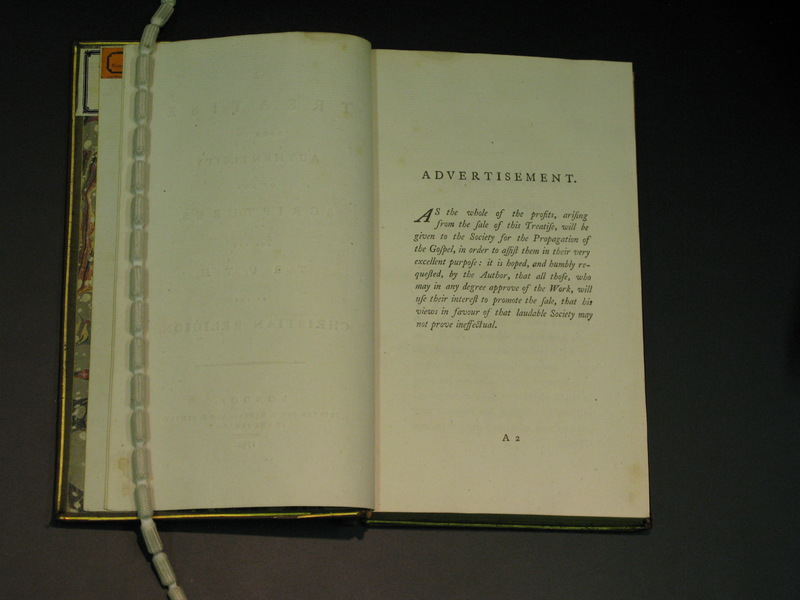 ADVERTISEMENT.
AS the whole of the profits, ariſing
from the ſale of this Treatiſe, will be
given to the Society for the Propagation of
the Goſpel, in order to aſſiſt them in their very
excellent purpoſe: it is hoped, and humbly re-
queſted, by the Author, that all thoſe, who
may in any degree approve of the Work, will
uſe their intereſt to promote the ſale, that his
views in favour of that laudable Society may
not prove ineffectual.
A 2